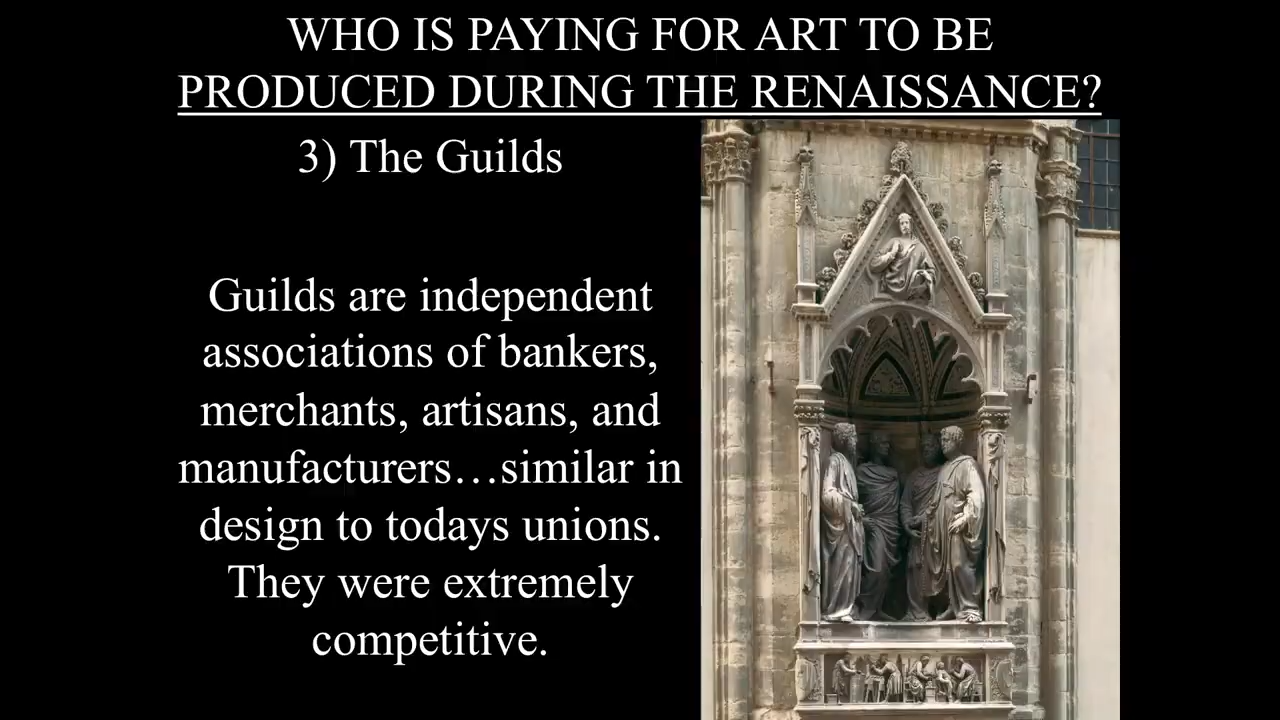 WHO IS PAYING FOR ART TO BE
PRODUCED DURING THE RENAISSANCE?
3) The Guilds
Guilds are independent
associations of bankers,
merchants, artisans, and
manufacturers…similar in
design to todays unions.
They were extremely
competitive.